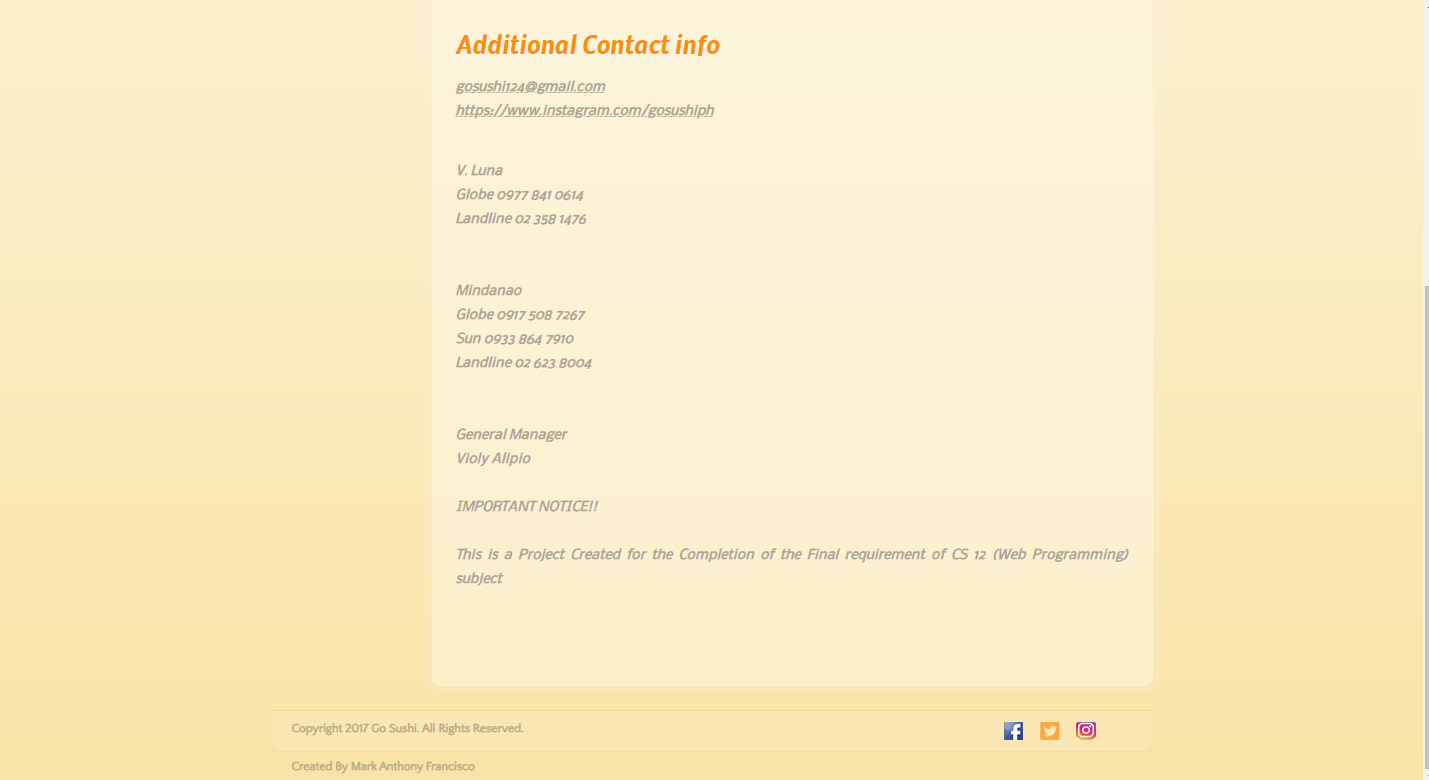 Additional Contact info
gosushi124@gmail.com
https://www.instagram.com/gosushiph
V. Luna
Globe 0977 841 0614
Landline 02 358 1476
Mindanao
Globe 0917 508 7267
Sun 0933 864 7910
Landline 02 623 8004
General Manager
Violy Alipio
IMPORTANT NOTICE!!
This is a Project Created for the Completion of the Final requirement of CS 12 (Web Programming)
subject
Copyright 2017 Go Sushi. All Rights Reserved.
Created By Mark Anthony Francisco